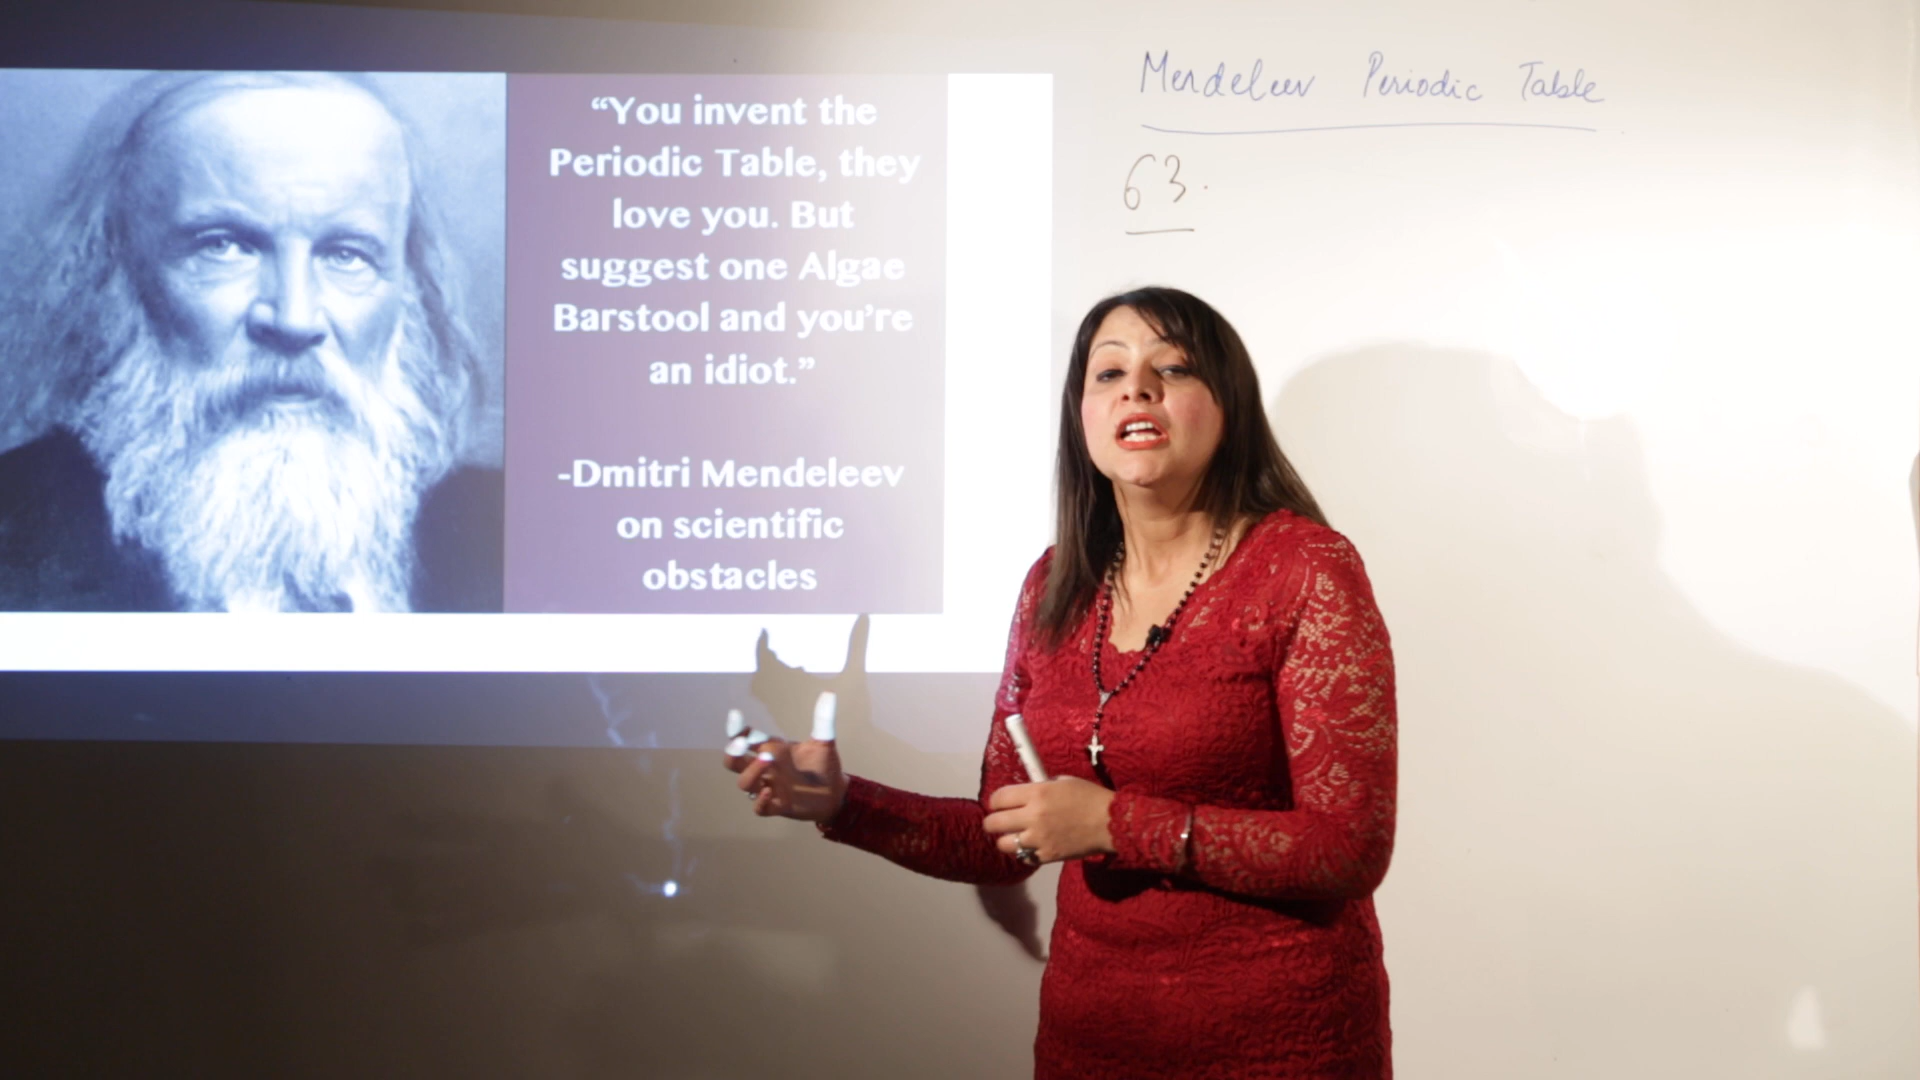 “You invent the
Periodic Table, they
love you. But
suggest one Algae
Barstool and you’re
an idiot.”
-Dmitri Mendeleev
on scientific
obstacles
Mendeleev Periodic Table
63.